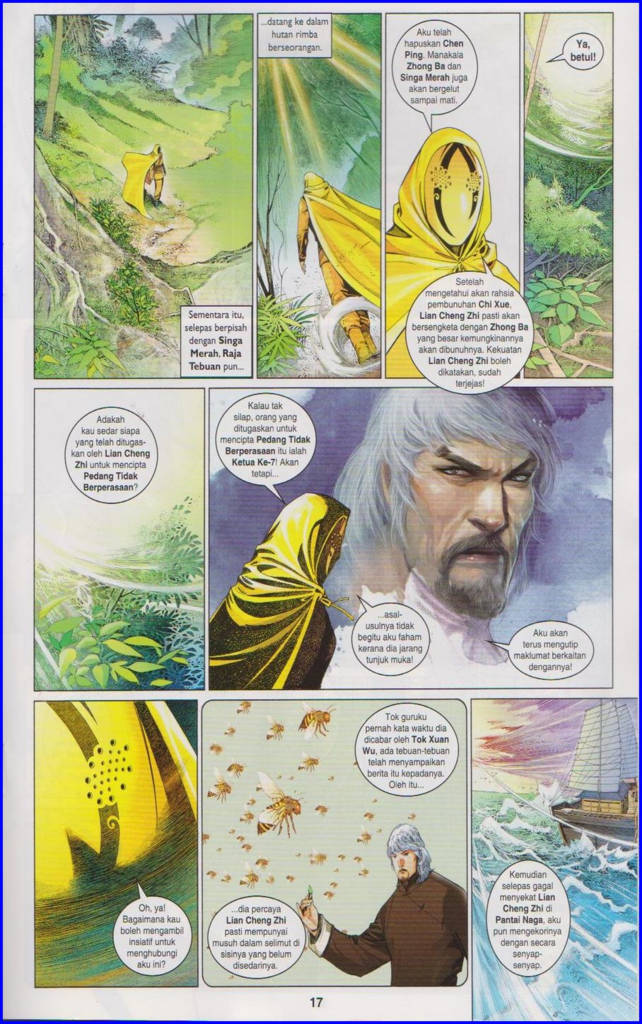 Sementara itu,
selepas berpisah
dengan Singa
Merah, Raja
Tebuan pun...
...datang ke dalam
hutan rimba
berseorangan.
Aku telah
hapuskan Chen
Ping. Manakala
Zhong Ba dan
Singa Merah juga
akan bergelut
sampai mati.
Setelah
mengetahui akan rahsia
pembunuhan Chi Xue,
Lian Cheng Zhi pasti akan
bersengketa dengan Zhong Ba
yang besar kemungkinannya
akan dibunuhnya. Kekuatan
Lian Cheng Zhi boleh
dikatakan, sudah
terjejas!
Ya,
betul!
Adakah
kau sedar siapa
yang telah ditugas-
kan oleh Lian Cheng
Zhi untuk mencipta
Pedang Tidak
Berperasaan?
Kalau tak
silap, orang yang
ditugaskan untuk
mencipta Pedang Tidak
Berperasaan itu ialah
Ketua Ke-7! Akan
tetapi...
...asal-
usulnya tidak
begitu aku faham
kerana dia jarang
tunjuk muka!
Aku akan
terus mengutip
maklumat berkaitan
dengannya!
Oh, ya!
Bagaimana kau
boleh mengambil
insiatif untuk
menghubungi
aku ini?
Tok guruku
pernah kata waktu dia
dicabar oleh Tok Xuan
Wu, ada tebuan-tebuan
telah menyampaikan
berita itu kepadanya.
Oleh itu...
...dia percaya
Lian Cheng Zhi
pasti mempunyai
musuh dalam selimut di
sisinya yang belum
disedarinya.
Kemudian
selepas gagal
menyekat Lian
Cheng Zhi di
Pantai Naga, aku
pun mengekorinya
dengan secara
senyap-
senyap.
17